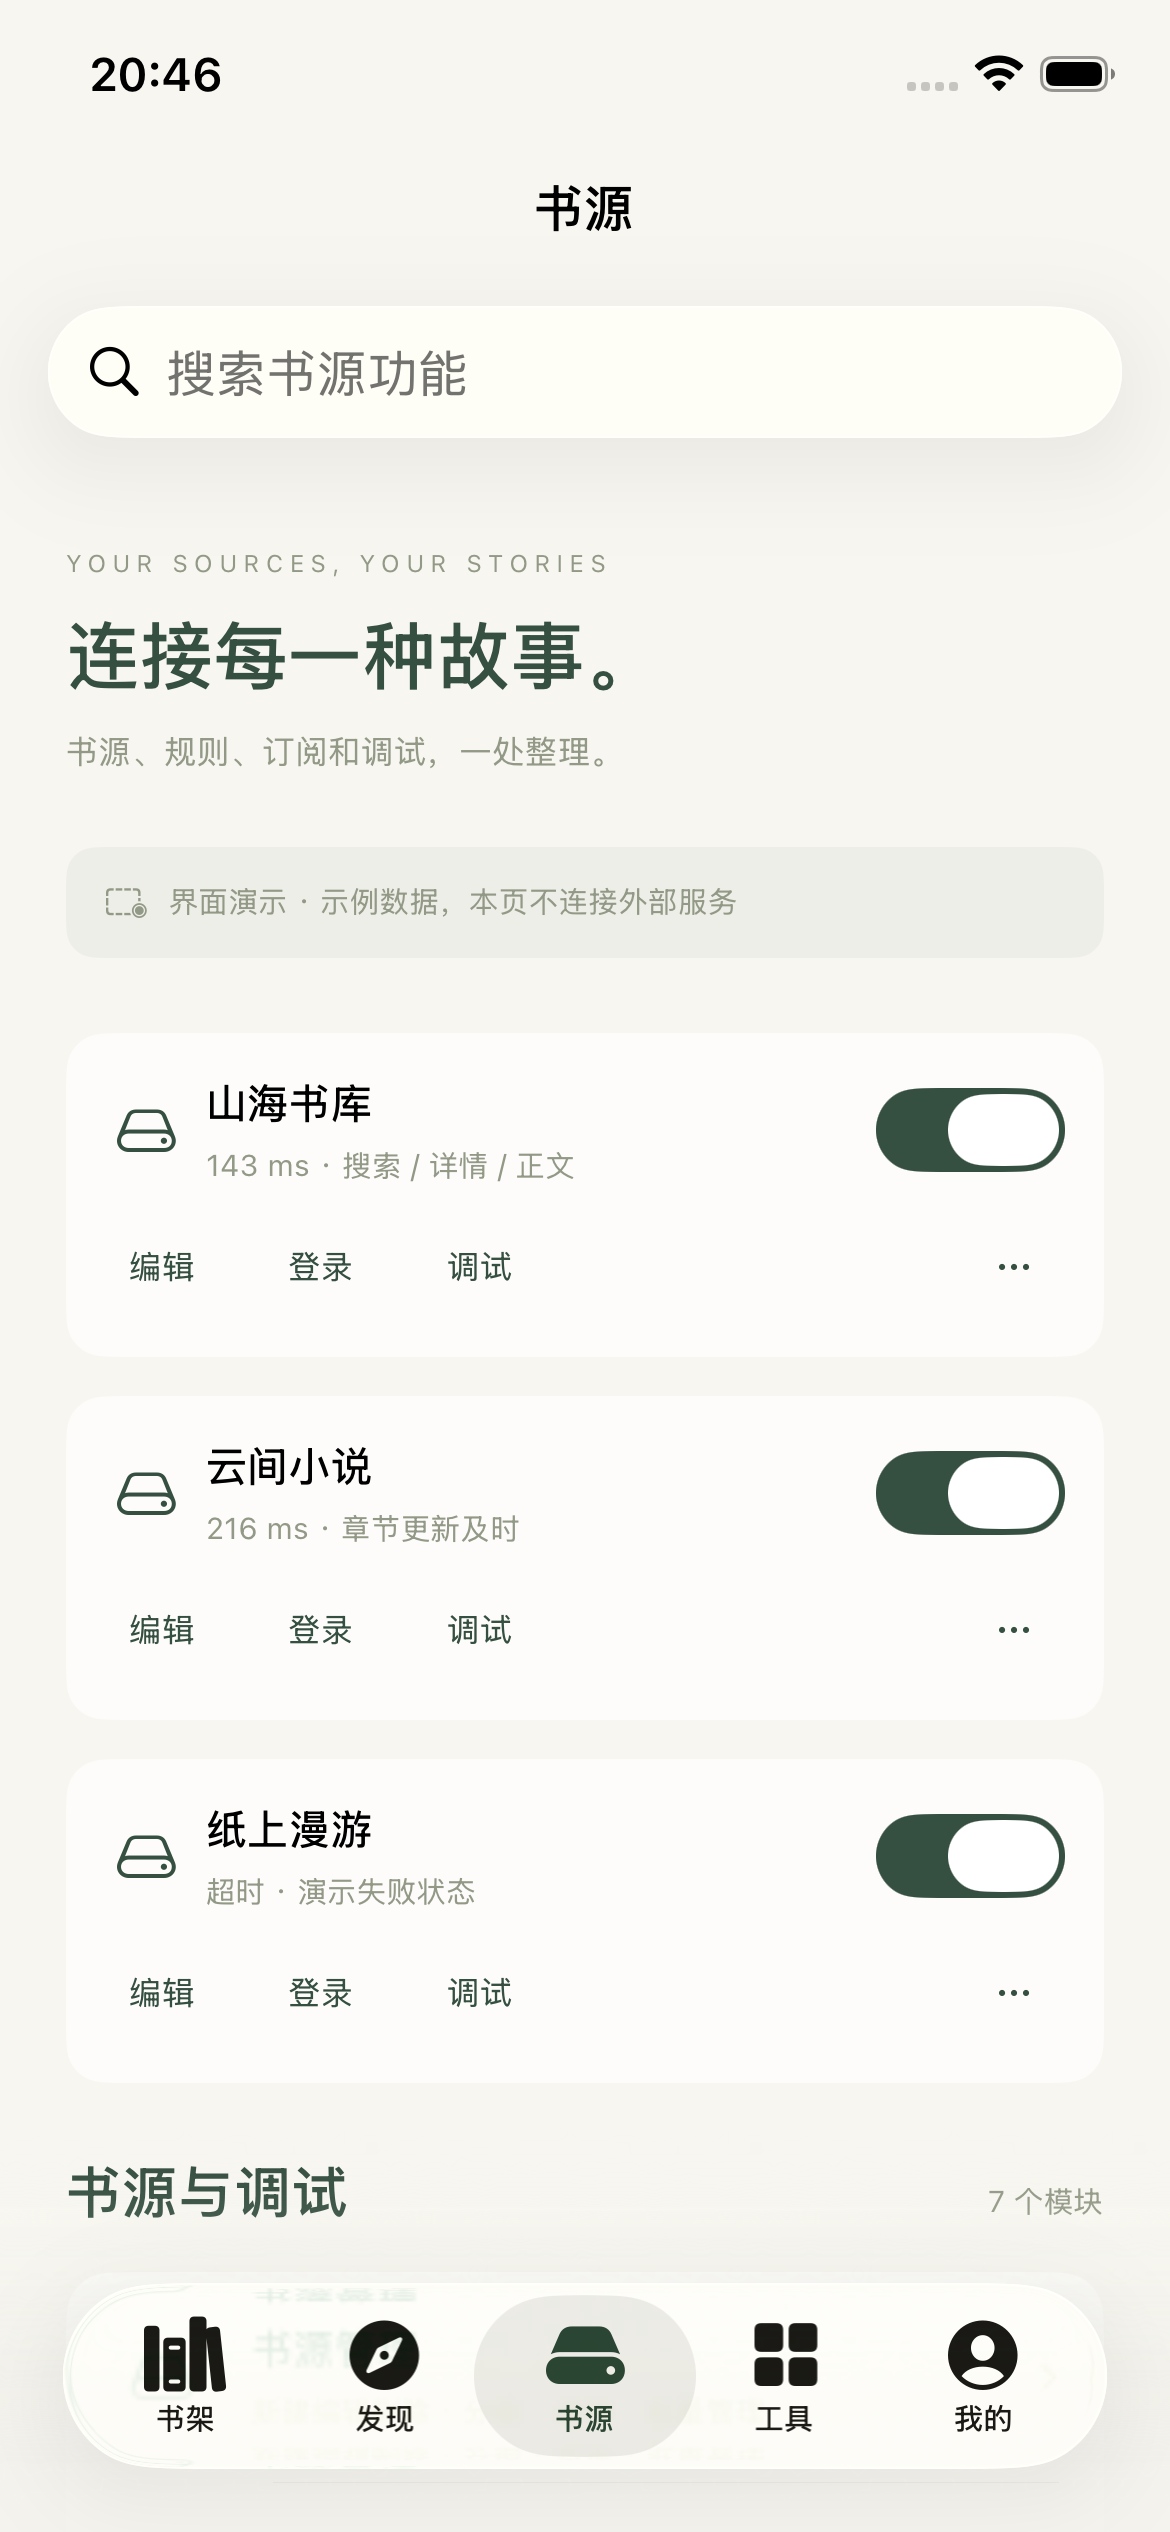 20:46
书源
搜索书源功能
YOUR SOURCES, YOUR STORIES
连接每一种故事。
书源、规则、订阅和调试，一处整理。
界面演示 · 示例数据，本页不连接外部服务
山海书库
143 ms · 搜索 / 详情 / 正文
编辑 登录 调试
云间小说
216 ms · 章节更新及时
编辑 登录 调试
纸上漫游
超时 · 演示失败状态
编辑 登录 调试
书源与调试 7 个模块
书架 发现 书源 工具 我的